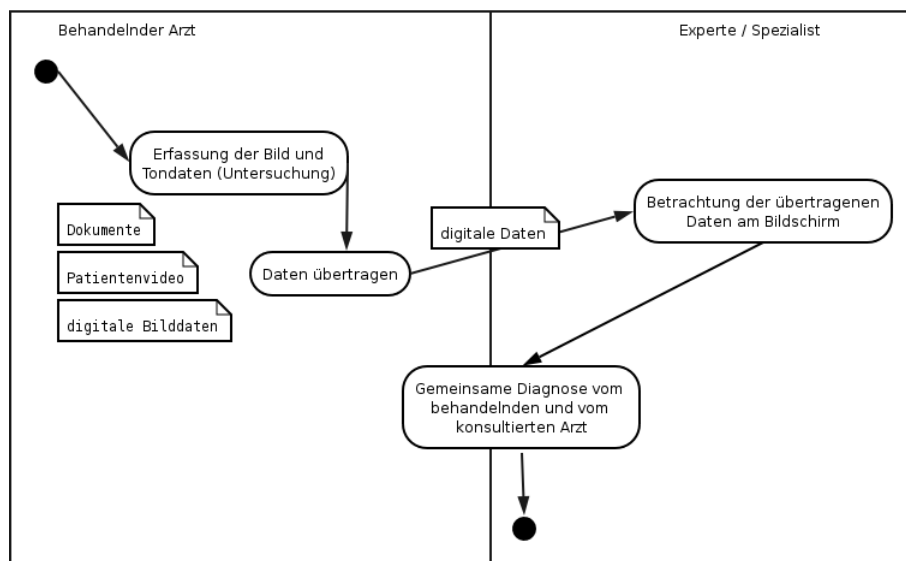 Behandelnder Arzt
Experte / Spezialist
Erfassung der Bild und
Tondaten (Untersuchung)
Dokumente
Patientenvideo
digitale Bilddaten
Daten übertragen
digitale Daten
Betrachtung der übertragenen
Daten am Bildschirm
Gemeinsame Diagnose vom
behandelnden und vom
konsultierten Arzt